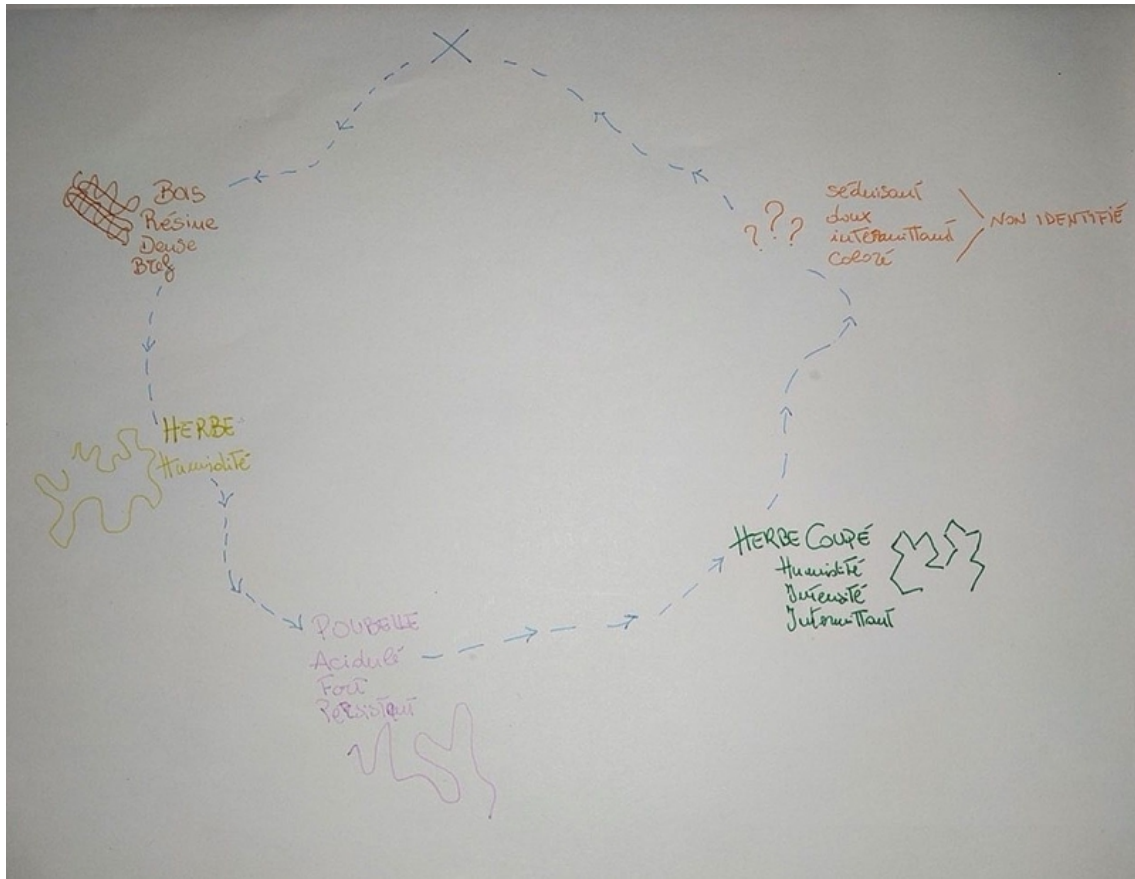 Bois
Résine
Dense
Bref
HERBE
Humidité
POUBELLE
Acidulé
Fort
Persistant
HERBE COUPÉ
Humidité
Intensité
Intermittant
???
séduisant
doux
intermittant
coloré
NON IDENTIFIÉ